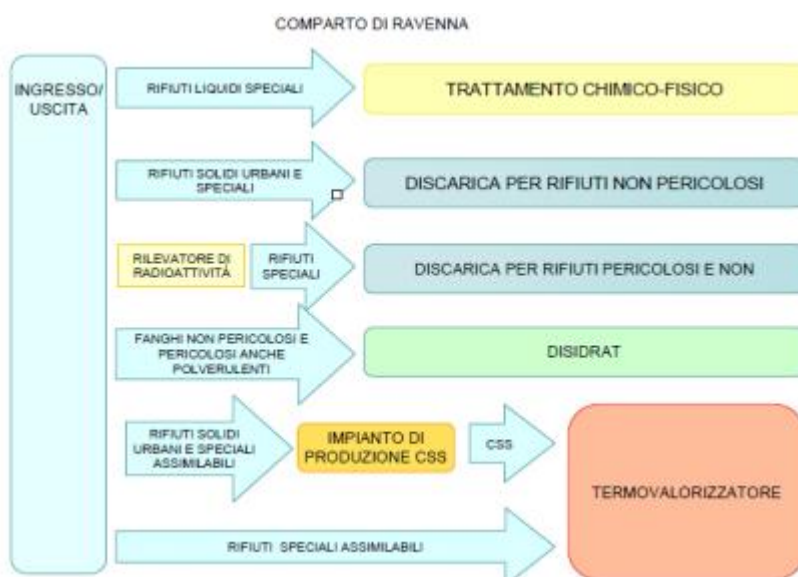 COMPARTO DI RAVENNA
INGRESSO/
USCITA
RIFIUTI LIQUIDI SPECIALI
TRATTAMENTO CHIMICO-FISICO
RIFIUTI SOLIDI URBANI E
SPECIALI
DISCARICA PER RIFIUTI NON PERICOLOSI
RILEVATORE DI
RADIOATTIVITÁ
RIFIUTI
SPECIALI
DISCARICA PER RIFIUTI PERICOLOSI E NON
FANGHI NON PERICOLOSI E
PERICOLOSI ANCHE
POLVERULENTI
DISIDRAT
RIFIUTI SOLIDI
URBANI E SPECIALI
ASSIMILABILI
IMPIANTO DI
PRODUZIONE CSS
CSS
TERMOVALORIZZATORE
RIFIUTI SPECIALI ASSIMILABILI